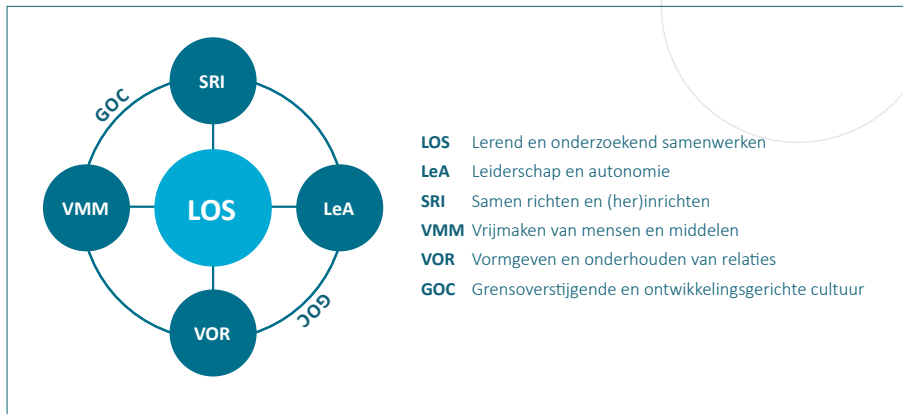 SRI
GOC
VMM
LOS
LeA
GOC
VOR
LOS Lerend en onderzoekend samenwerken
LeA Leiderschap en autonomie
SRI Samen richten en (her)inrichten
VMM Vrijmaken van mensen en middelen
VOR Vormgeven en onderhouden van relaties
GOC Grensoverstijgende en ontwikkelingsgerichte cultuur